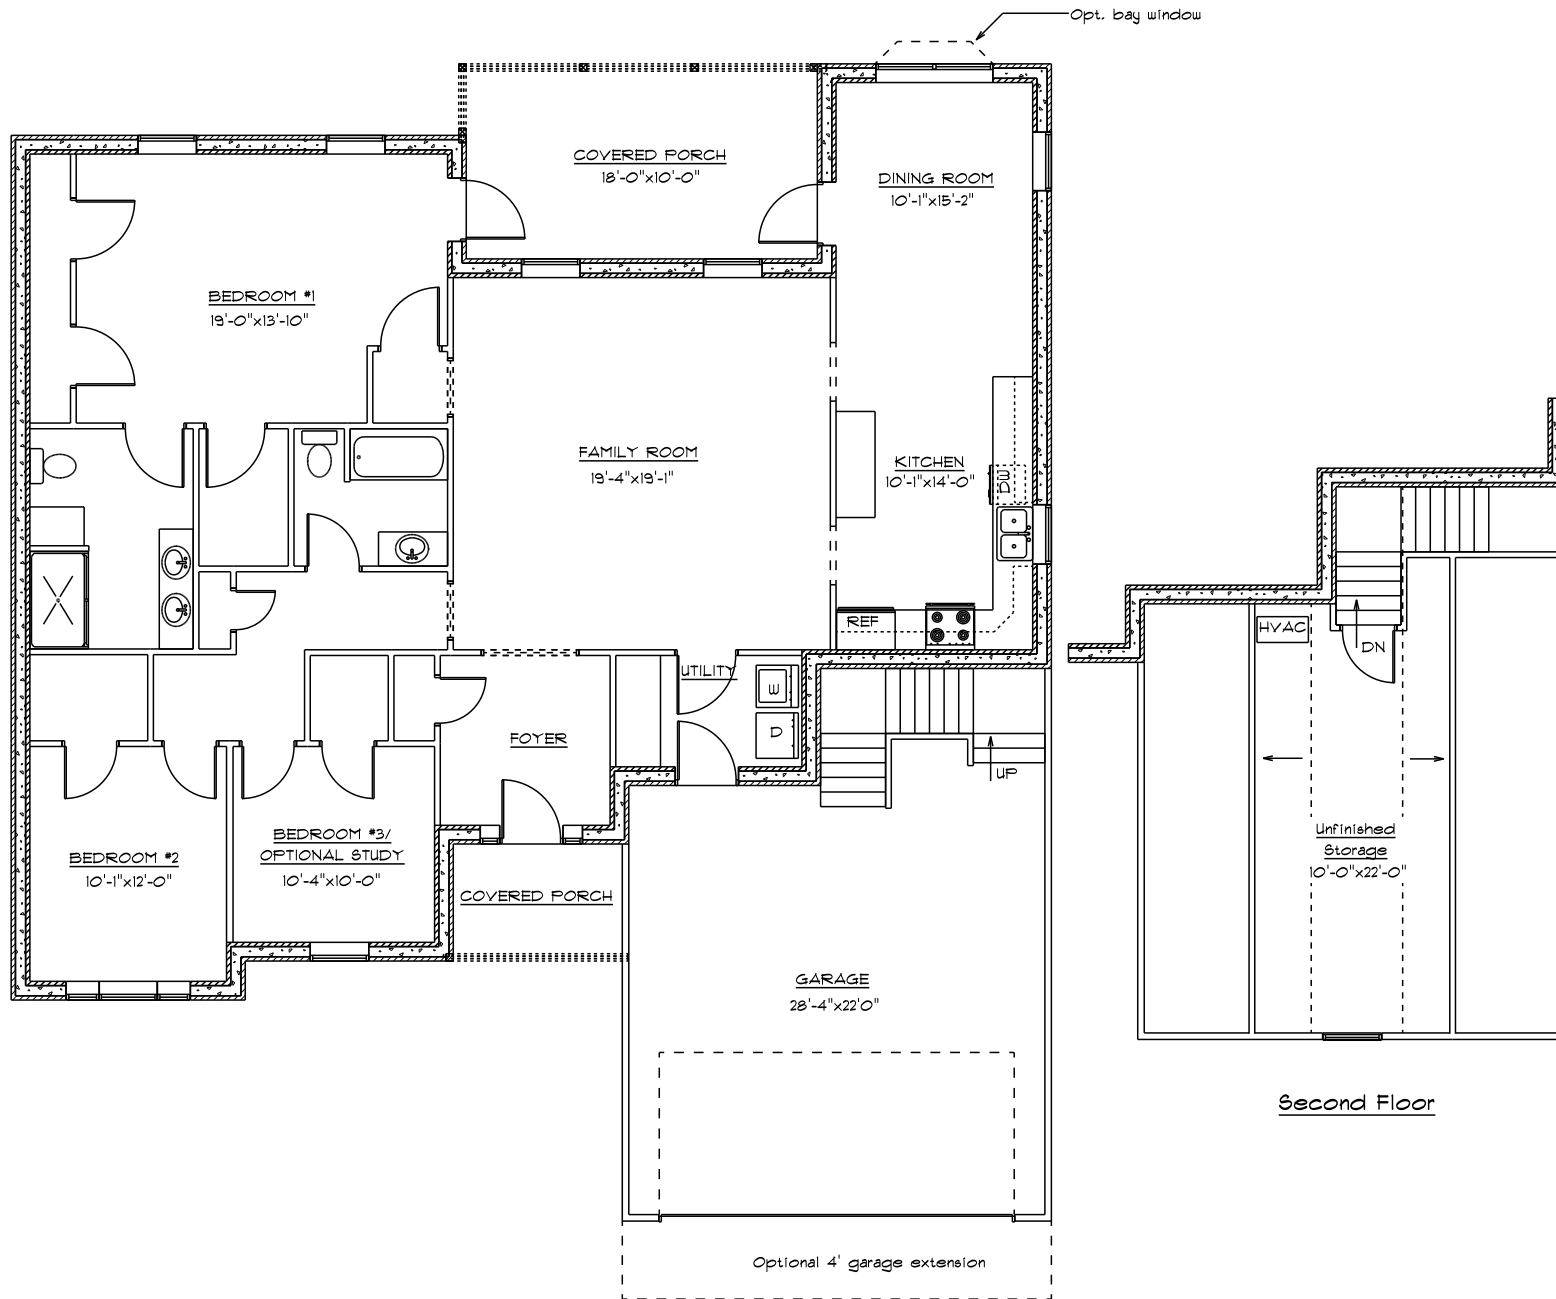 Opt. bay window
COVERED PORCH
18'-0"x10'-0"
DINING ROOM
10'-1"x15'-2"
BEDROOM #1
19'-0"x13'-10"
FAMILY ROOM
19'-4"x19'-1"
KITCHEN
10'-1"x14'-0"
DW
REF
HVAC
DN
UTILITY
W
D
FOYER
UP
BEDROOM #2
10'-1"x12'-0"
BEDROOM #3/
OPTIONAL STUDY
10'-4"x10'-0"
COVERED PORCH
Unfinished
Storage
10'-0"x22'-0"
GARAGE
28'-4"x22'0"
Second Floor
Optional 4' garage extension